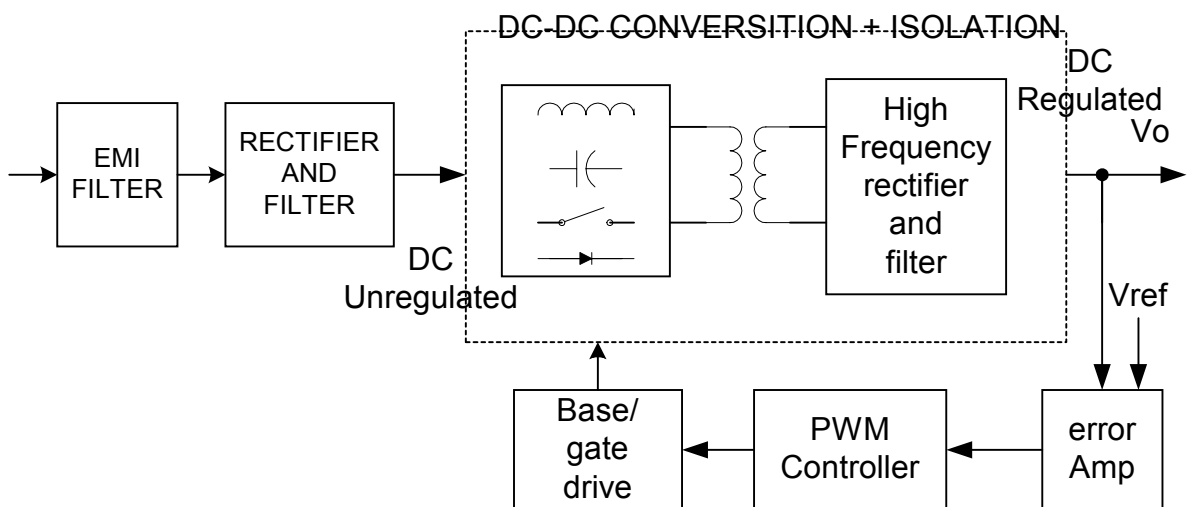 DC-DC CONVERSITION + ISOLATION
EMI
FILTER
RECTIFIER
AND
FILTER
DC
Unregulated
High
Frequency
rectifier
and
filter
DC
Regulated
Vo
Vref
Base/
gate
drive
PWM
Controller
error
Amp